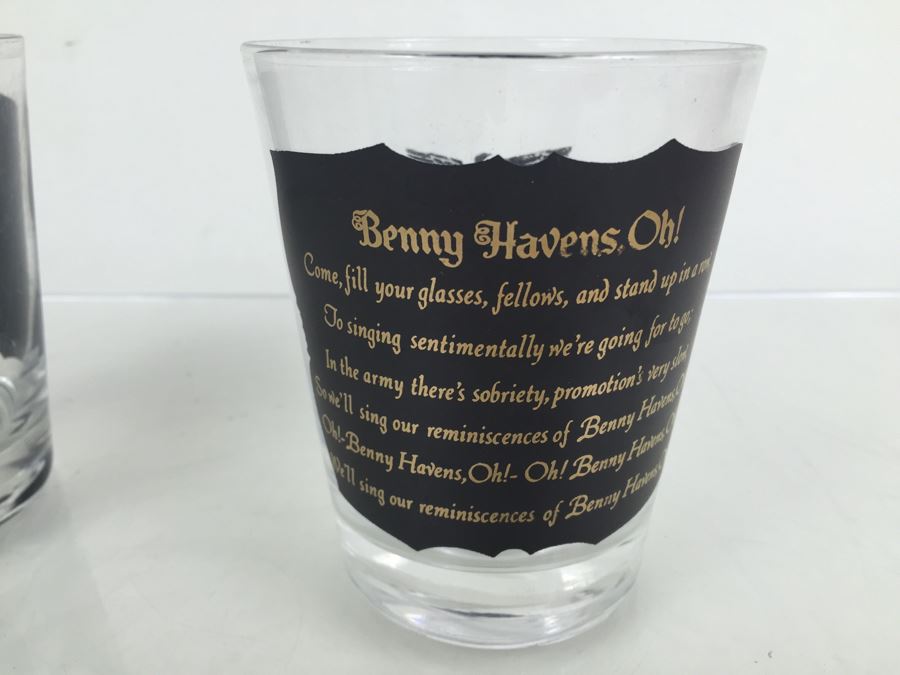 Benny Havens, Oh!
Come, fill your glasses, fellows, and stand up in a row,
To singing sentimentally we're going for to go;
In the army there's sobriety, promotion's very slow,
So we'll sing our reminiscences of Benny Havens,
Oh!-Benny Havens, Oh!- Oh! Benny Havens,
We'll sing our reminiscences of Benny Havens,